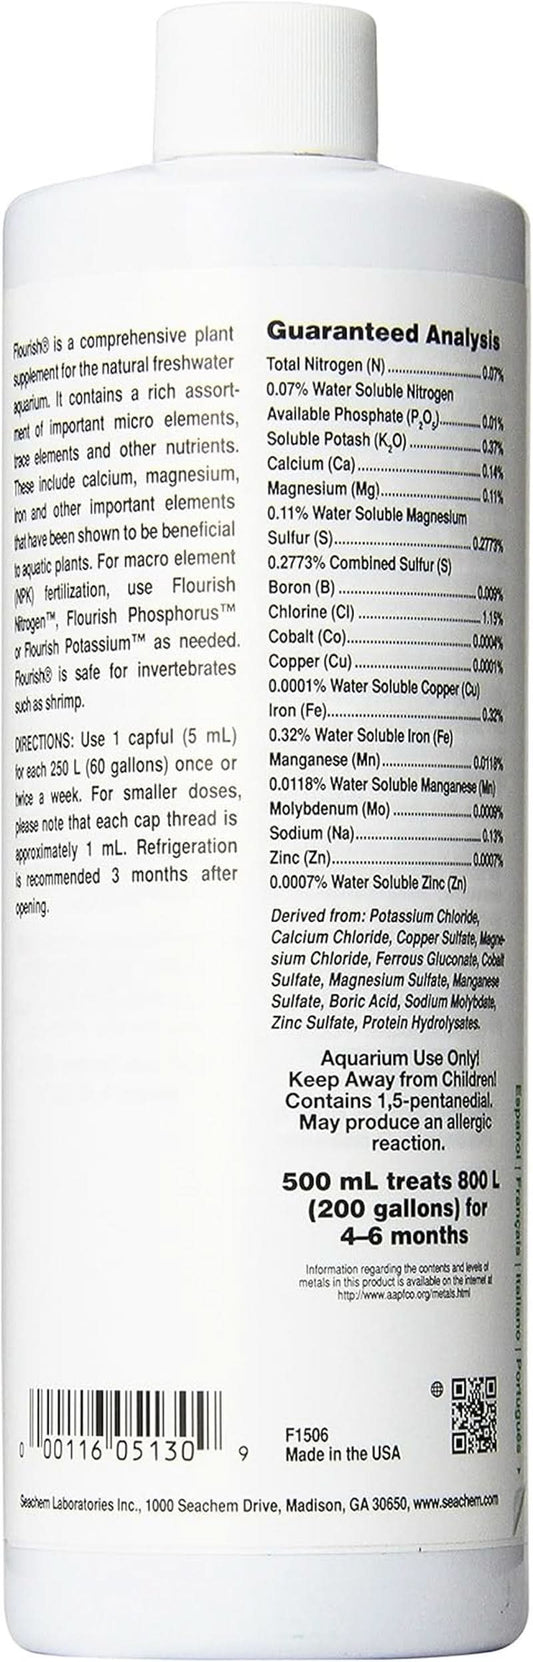 Flourish® is a comprehensive plant
supplement for the natural freshwater
aquarium. It contains a rich assort-
ment of important micro elements,
trace elements and other nutrients.
These include calcium, magnesium,
iron and other important elements
that have been shown to be beneficial
to aquatic plants. For macro element
(NPK) fertilization, use Flourish
Nitrogen™, Flourish Phosphorus™
or Flourish Potassium™ as needed.
Flourish® is safe for invertebrates
such as shrimp.
DIRECTIONS: Use 1 capful (5 mL)
for each 250 L (60 gallons) once or
twice a week. For smaller doses,
please note that each cap thread is
approximately 1 mL. Refrigeration
is recommended 3 months after
opening.
Guaranteed Analysis
Total Nitrogen (N)..........0.07%
0.07% Water Soluble Nitrogen
Available Phosphate (P₂O₅)..........0.01%
Soluble Potash (K₂O)..........0.37%
Calcium (Ca)..........0.14%
Magnesium (Mg)..........0.11%
0.11% Water Soluble Magnesium
Sulfur (S)..........0.2773%
0.2773% Combined Sulfur (S)
Boron (B)..........0.009%
Chlorine (Cl)..........1.15%
Cobalt (Co)..........0.0004%
Copper (Cu)..........0.0001%
0.0001% Water Soluble Copper (Cu)
Iron (Fe)..........0.32%
0.32% Water Soluble Iron (Fe)
Manganese (Mn)..........0.0118%
0.0118% Water Soluble Manganese (Mn)
Molybdenum (Mo)..........0.0009%
Sodium (Na)..........0.13%
Zinc (Zn)..........0.0007%
0.0007% Water Soluble Zinc (Zn)
Derived from: Potassium Chloride,
Calcium Chloride, Copper Sulfate, Magne-
sium Chloride, Ferrous Gluconate, Cobalt
Sulfate, Magnesium Sulfate, Manganese
Sulfate, Boric Acid, Sodium Molybdate,
Zinc Sulfate, Protein Hydrolysates.
Aquarium Use Only!
Keep Away from Children!
Contains 1,5-pentanedial.
May produce an allergic
reaction.
500 mL treats 800 L
(200 gallons) for
4–6 months
Information regarding the contents and levels of
metals in this product is available on the internet at
http://www.aapfco.org/metals.html
Español | Français | Italiano | Português
0 00116 05130 9
F1506
Made in the USA
Seachem Laboratories Inc., 1000 Seachem Drive, Madison, GA 30650, www.seachem.com